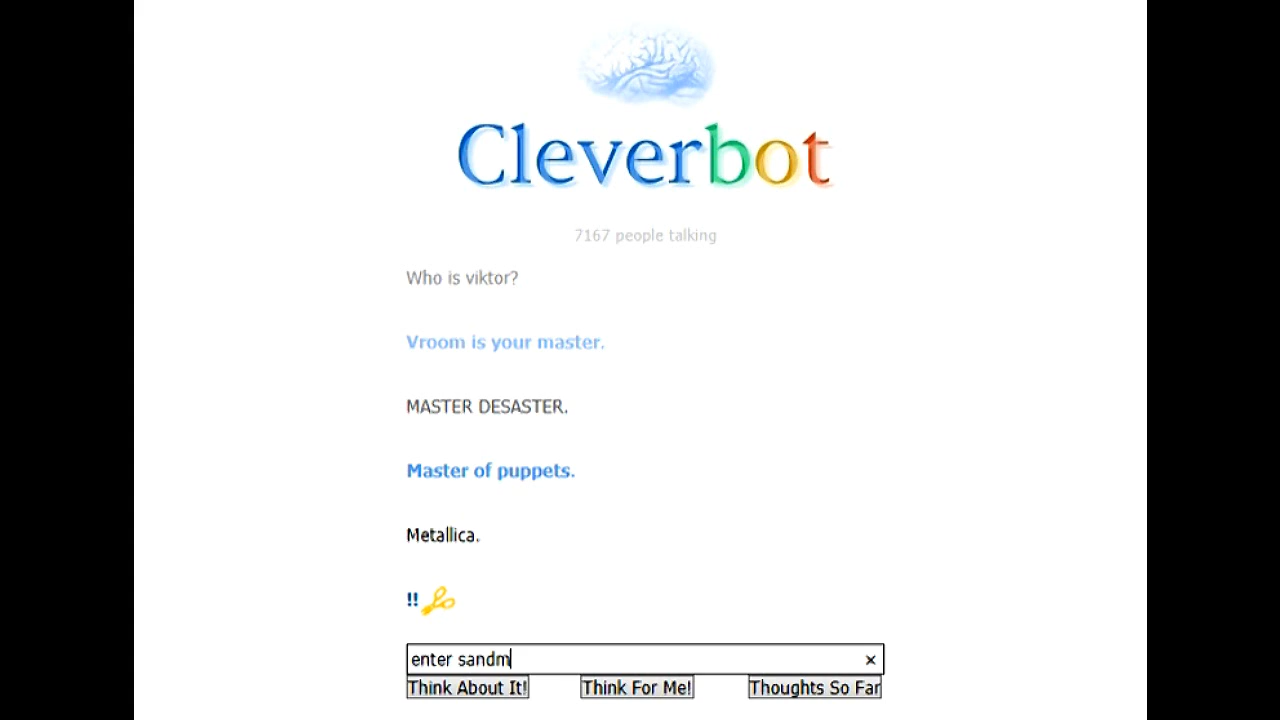 Cleverbot
7167 people talking
Who is viktor?
Vroom is your master.
MASTER DESASTER.
Master of puppets.
Metallica.
!!
enter sandm ×
Think About It! Think For Me! Thoughts So Far